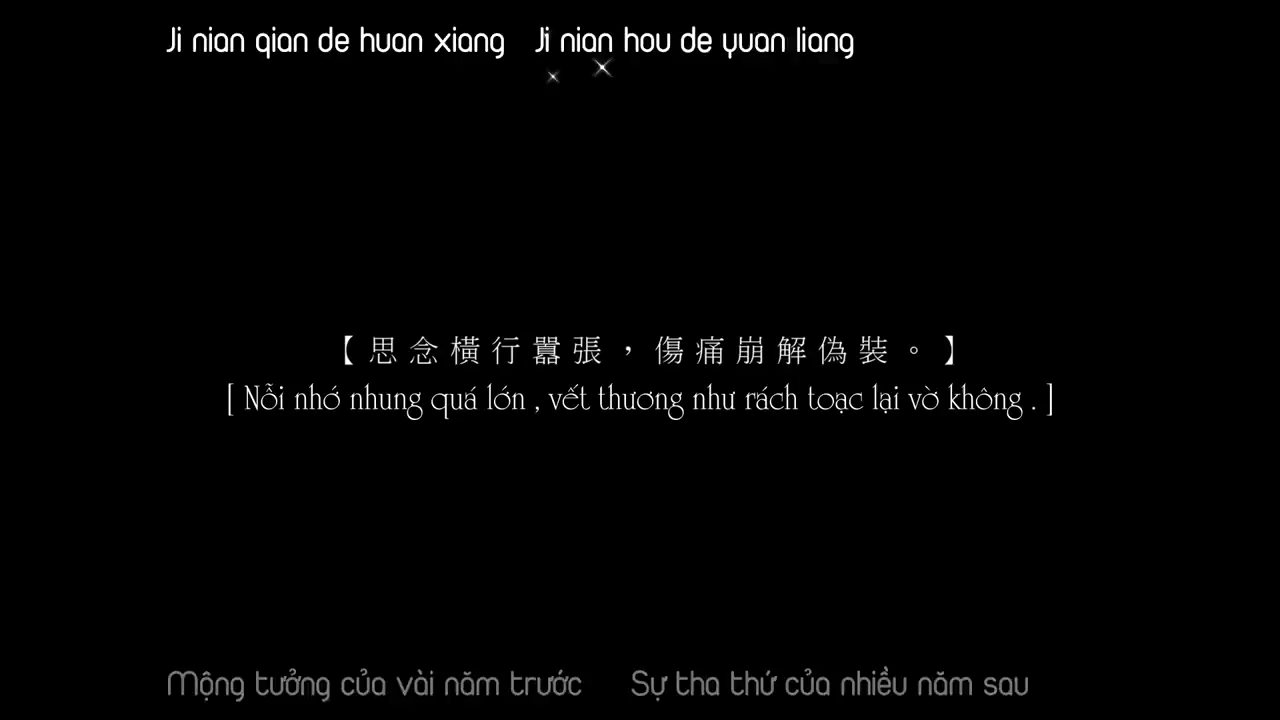 Ji nian qian de huan xiang Ji nian hou de yuan liang
【思念橫行囂張，傷痛崩解偽裝。】
[ Nỗi nhớ nhung quá lớn , vết thương như rách toạc lại vờ không . ]
Mộng tưởng của vài năm trước Sự tha thứ của nhiều năm sau